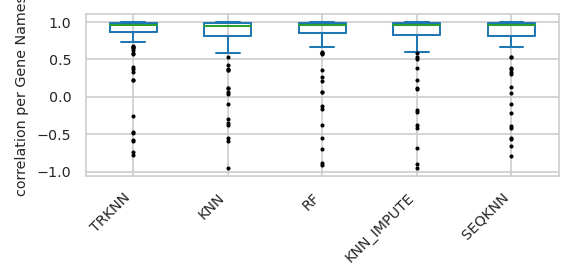 correlation per Gene Names
1.0
0.5
0.0
−0.5
−1.0
TRKNN
KNN
RF
KNN_IMPUTE
SEQKNN